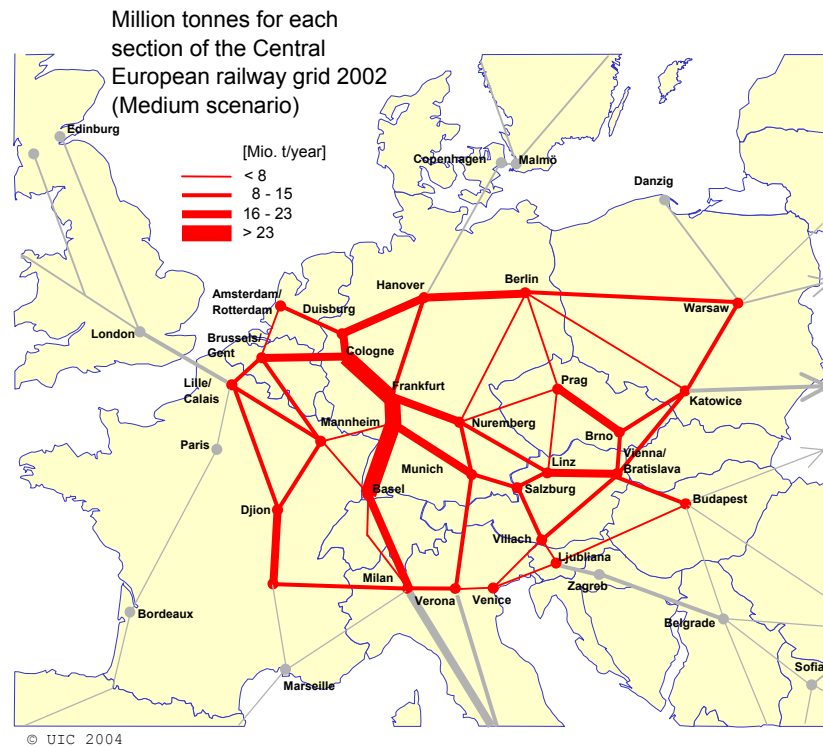 Million tonnes for each
section of the Central
European railway grid 2002
(Medium scenario)
[Mio. t/year]
< 8
8 - 15
16 - 23
> 23
Edinburg
Copenhagen
Malmö
Danzig
Hanover
Berlin
Amsterdam/
Rotterdam
Duisburg
Warsaw
London
Brussels/
Gent
Cologne
Lille/
Calais
Frankfurt
Prag
Katowice
Mannheim
Nuremberg
Paris
Brno
Munich
Linz
Vienna/
Bratislava
Basel
Salzburg
Budapest
Djion
Villach
Ljubliana
Milan
Verona
Venice
Zagreb
Bordeaux
Belgrade
Marseille
Sofia
© UIC 2004